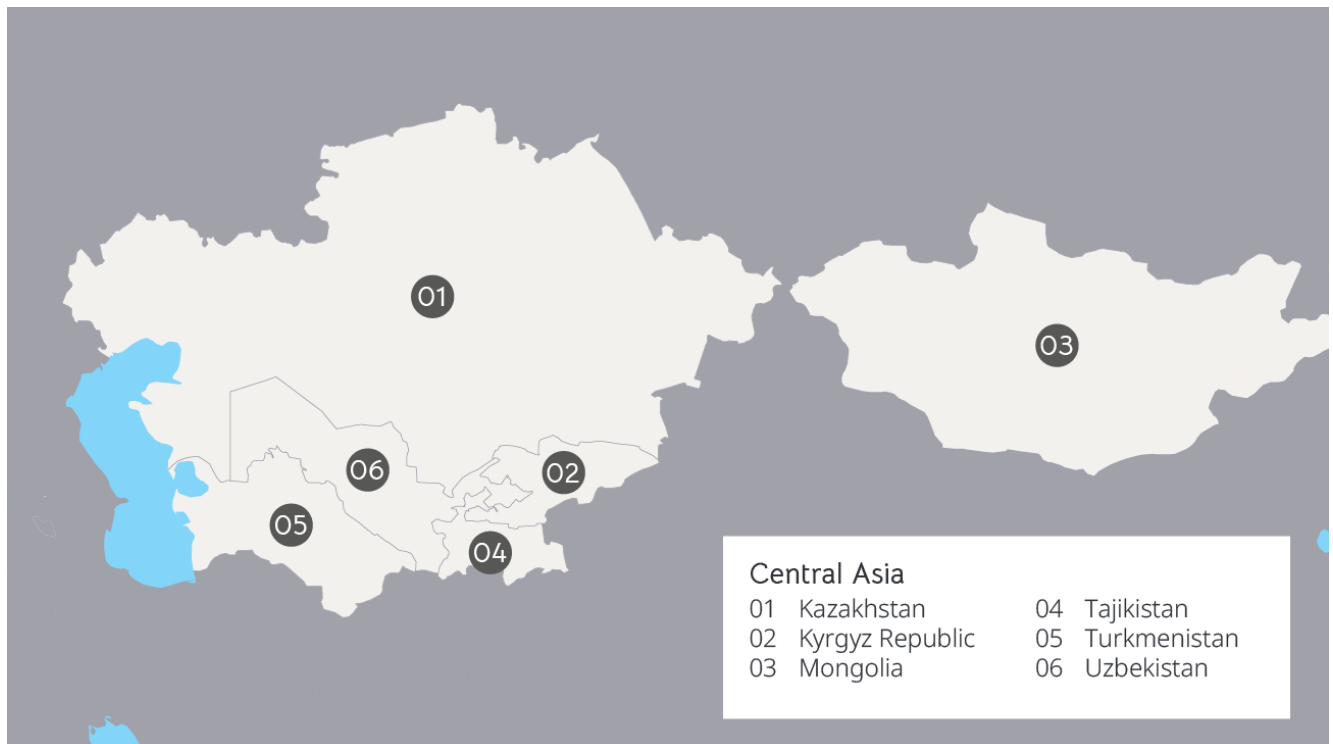 01
03
06
02
05
04
Central Asia
01 Kazakhstan
02 Kyrgyz Republic
03 Mongolia
04 Tajikistan
05 Turkmenistan
06 Uzbekistan